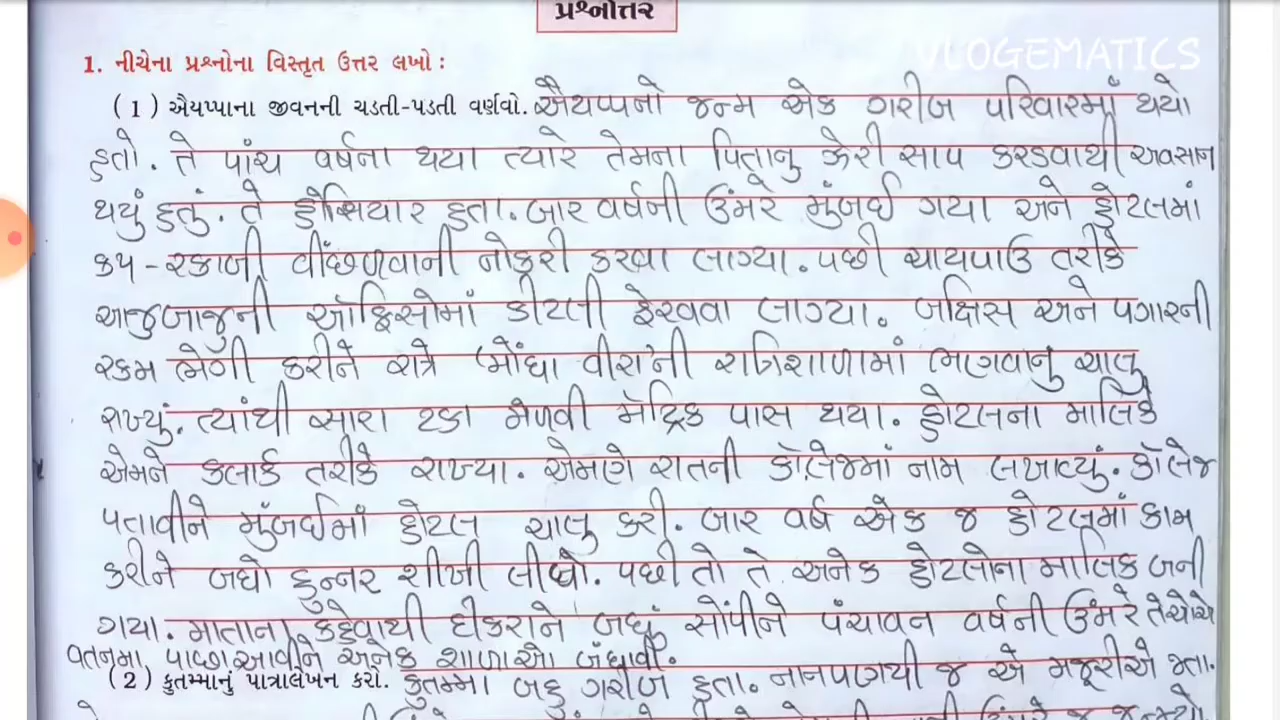 પ્રશ્નોત્તર
VLOGEMATICS
1. નીચેના પ્રશ્નોના વિસ્તૃત ઉત્તર લખો :
(1) ઐયપ્પાના જીવનની ચડતી-પડતી વર્ણવો. ઐયપ્પનો જન્મ એક ગરીબ પરિવારમાં થયો
હતો. તે પાંચ વર્ષના થયા ત્યારે તેમના પિતાનુ ઝેરી સાપ કરડવાથી અવસાન
થયું હતું. તે હોંશિયાર હતા. બાર વર્ષની ઉંમરે મુંબઈ ગયા અને હોટલમાં
કપ - રકાબી વીંછળવાની નોકરી કરવા લાગ્યા. પછી ચાયપાઉ તરીકે
આજુબાજુની ઑફિસોમાં કીટલી ફેરવવા લાગ્યા. બક્ષિસ અને પગારની
રકમ ભેગી કરીને રાત્રે 'મોંઘા વીરા'ની રાત્રિશાળામાં ભણવાનુ ચાલુ
રાખ્યું. ત્યાંથી સારા ટકા મેળવી મૅટ્રિક પાસ થયા. હોટલના માલિકે
એમને કલાર્ક તરીકે રાખ્યા. એમણે રાતની કૉલેજમાં નામ લખાવ્યું. કૉલેજ
પતાવીને મુંબઈમાં હોટલ ચાલુ કરી. બાર વર્ષ એક જ હોટલમાં કામ
કરીને બધો હુન્નર શીખી લીધો. પછી તો તે અનેક હોટલોના માલિક બની
ગયા. માતાના કહેવાથી દીકરાને બધું સોંપીને પંચાવન વર્ષની ઉંમરે તેઓએ
વતનમા પાછા આવીને અનેક શાળાઓ બંધાવી.
(2) કુતમ્માનું પાત્રાલેખન કરો. કુતમ્મા બહુ ગરીબ હતા. નાનપણથી જ એ મજૂરીએ જતા.